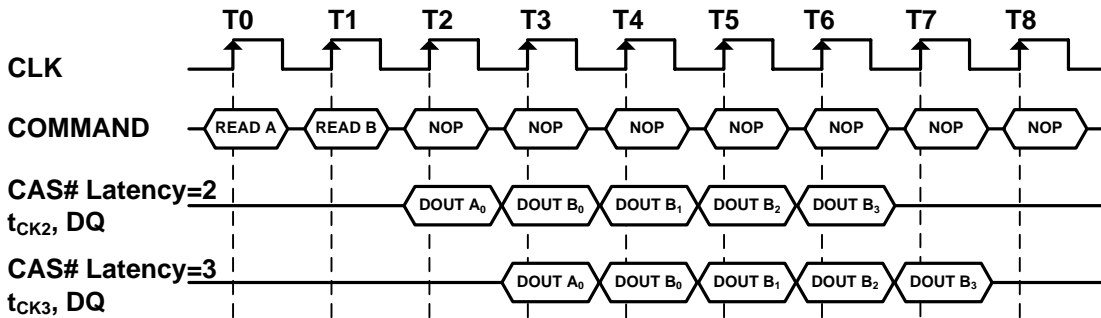 T0 T1 T2 T3 T4 T5 T6 T7 T8
CLK
COMMAND READ A READ B NOP NOP NOP NOP NOP NOP NOP
CAS# Latency=2
tCK2, DQ DOUT A0 DOUT B0 DOUT B1 DOUT B2 DOUT B3
CAS# Latency=3
tCK3, DQ DOUT A0 DOUT B0 DOUT B1 DOUT B2 DOUT B3